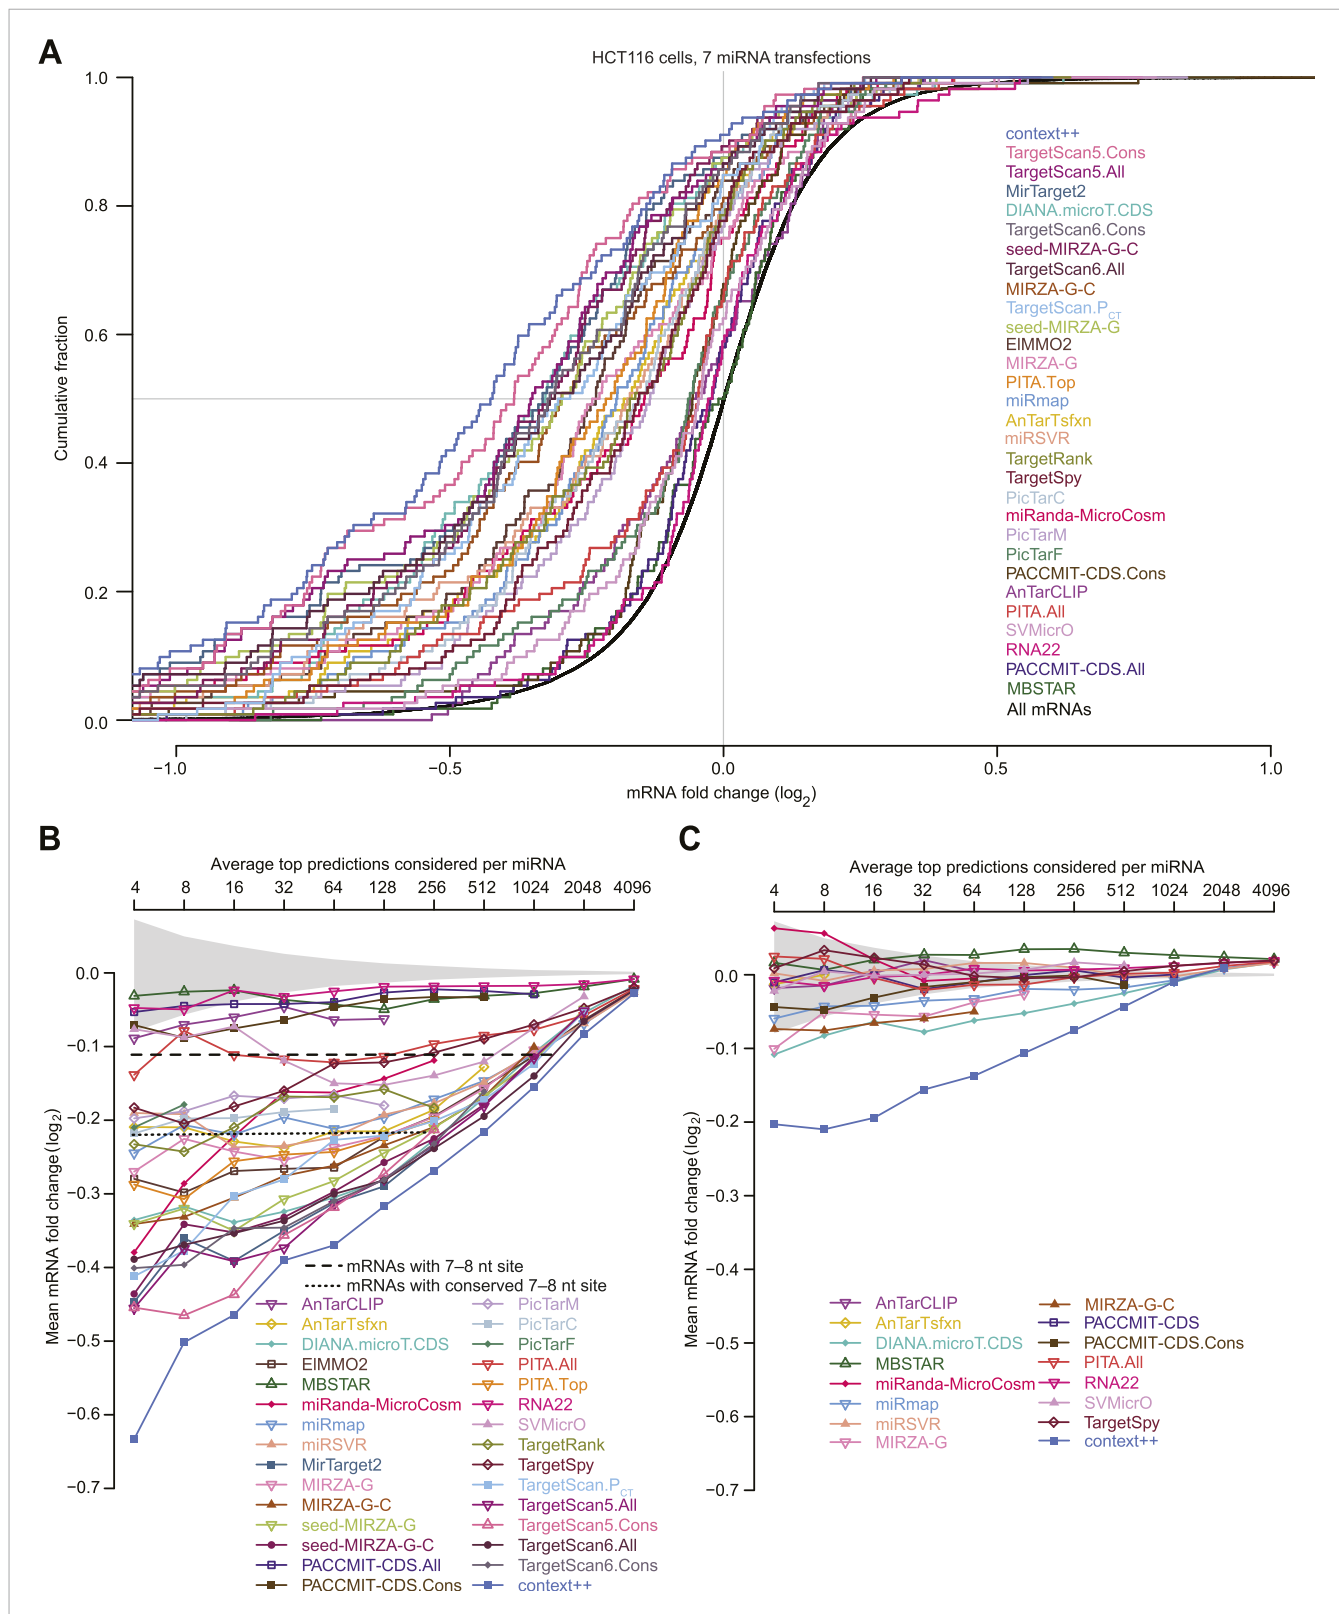 A
HCT116 cells, 7 miRNA transfections
1.0
0.8
0.6
0.4
0.2
0.0
Cumulative fraction
context++
TargetScan5.Cons
TargetScan5.All
MirTarget2
DIANA.microT.CDS
TargetScan6.Cons
seed-MIRZA-G-C
TargetScan6.All
MIRZA-G-C
TargetScan.PCT
seed-MIRZA-G
EIMMO2
MIRZA-G
PITA.Top
miRmap
AnTarTsfxn
miRSVR
TargetRank
TargetSpy
PicTarC
miRanda-MicroCosm
PicTarM
PicTarF
PACCMIT-CDS.Cons
AnTarCLIP
PITA.All
SVMicrO
RNA22
PACCMIT-CDS.All
MBSTAR
All mRNAs
−1.0 −0.5 0.0 0.5 1.0
mRNA fold change (log2)
B
Average top predictions considered per miRNA
4 8 16 32 64 128 256 512 1024 2048 4096
0.0
−0.1
−0.2
−0.3
−0.4
−0.5
−0.6
−0.7
Mean mRNA fold change (log2)
mRNAs with 7–8 nt site
mRNAs with conserved 7–8 nt site
AnTarCLIP
AnTarTsfxn
DIANA.microT.CDS
EIMMO2
MBSTAR
miRanda-MicroCosm
miRmap
miRSVR
MirTarget2
MIRZA-G
MIRZA-G-C
seed-MIRZA-G
seed-MIRZA-G-C
PACCMIT-CDS.All
PACCMIT-CDS.Cons
PicTarM
PicTarC
PicTarF
PITA.All
PITA.Top
RNA22
SVMicrO
TargetRank
TargetSpy
TargetScan.PCT
TargetScan5.All
TargetScan5.Cons
TargetScan6.All
TargetScan6.Cons
context++
C
Average top predictions considered per miRNA
4 8 16 32 64 128 256 512 1024 2048 4096
0.0
−0.1
−0.2
−0.3
−0.4
−0.5
−0.6
−0.7
Mean mRNA fold change (log2)
AnTarCLIP
AnTarTsfxn
DIANA.microT.CDS
MBSTAR
miRanda-MicroCosm
miRmap
miRSVR
MIRZA-G
MIRZA-G-C
PACCMIT-CDS
PACCMIT-CDS.Cons
PITA.All
RNA22
SVMicrO
TargetSpy
context++